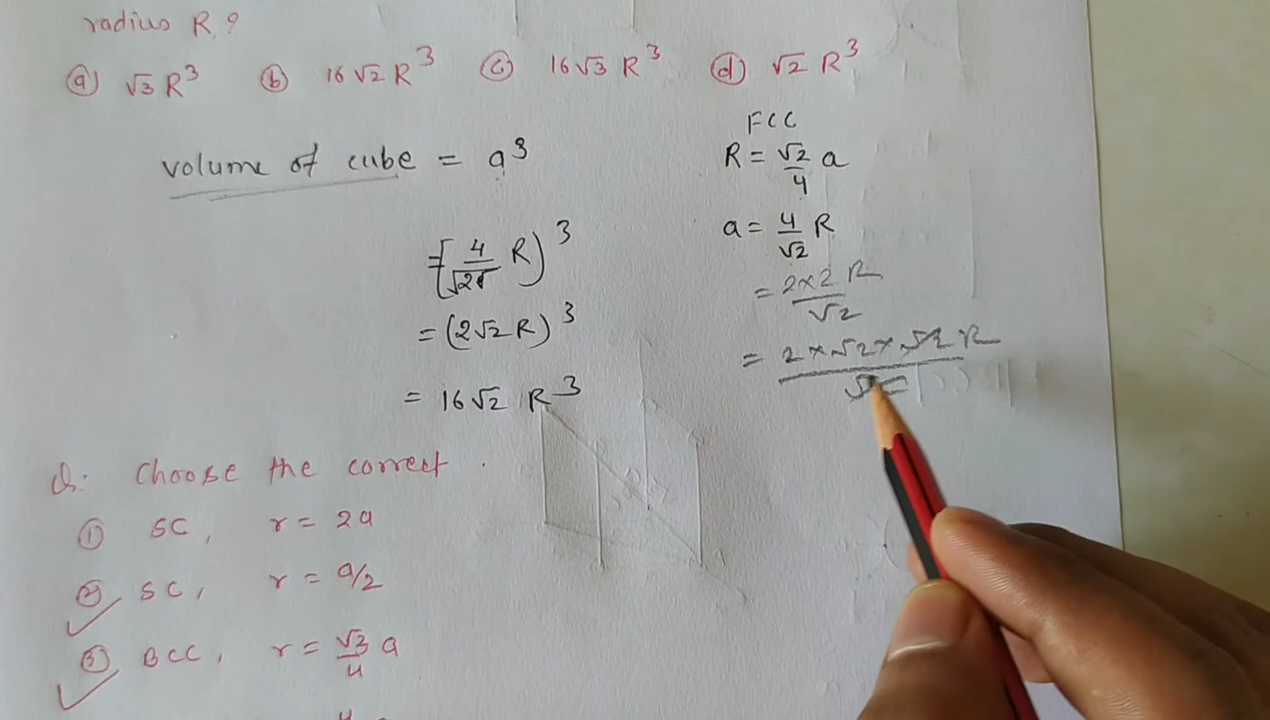 radius R ?
(a) √3 R³ (b) 16√2 R³ (c) 16√3 R³ (d) √2 R³
volume of cube = a³
= [4/√2 R)³
= (2√2 R)³
= 16√2 R³
FCC
R = √2/4 a
a = 4/√2 R
= 2×2 R/√2
= 2×√2×√2 R/√2
Q: Choose the correct.
① SC, r = 2a
② SC, r = a/2
③ BCC, r = √3/4 a